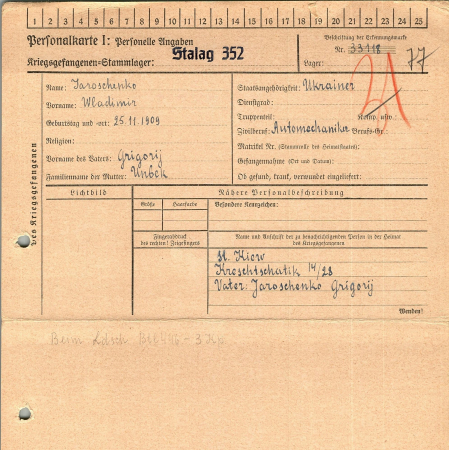 1 2 3 4 5 6 7 8 9 10 11 12 13 14 15 16 17 18 19 20 21 22 23 24 25
Personalkarte I: Personelle Angaben
Kriegsgefangenen-Stammlager: Stalag 352
Beschriftung der Erkennungsmarke
Nr. 33118
Lager:
77
Des Kriegsgefangenen
Name: Jaroschenko
Vorname: Wladimir
Geburtstag und -ort: 25.11.1909
Religion:
Vorname des Vaters: Grigorij
Familienname der Mutter: Unbek
Staatsangehörigkeit: Ukrainer
Dienstgrad:
Truppenteil: Komp. usw.:
Zivilberuf: Automechaniker Berufs-Gr.
Matrikel Nr. (Stammrolle des Heimatstaates):
Gefangennahme (Ort und Datum):
Ob gesund, krank, verwundet eingeliefert:
Lichtbild
Nähere Personalbeschreibung
Größe
Haarfarbe
Besondere Kennzeichen:
Fingerabdruck
des rechten! Zeigefingers
Name und Anschrift der zu benachrichtigenden Person in der Heimat
des Kriegsgefangenen
St. Kiew
Kreschtschatik 14/28
Vater: Jaroschenko Grigorij
Wenden!
Beim